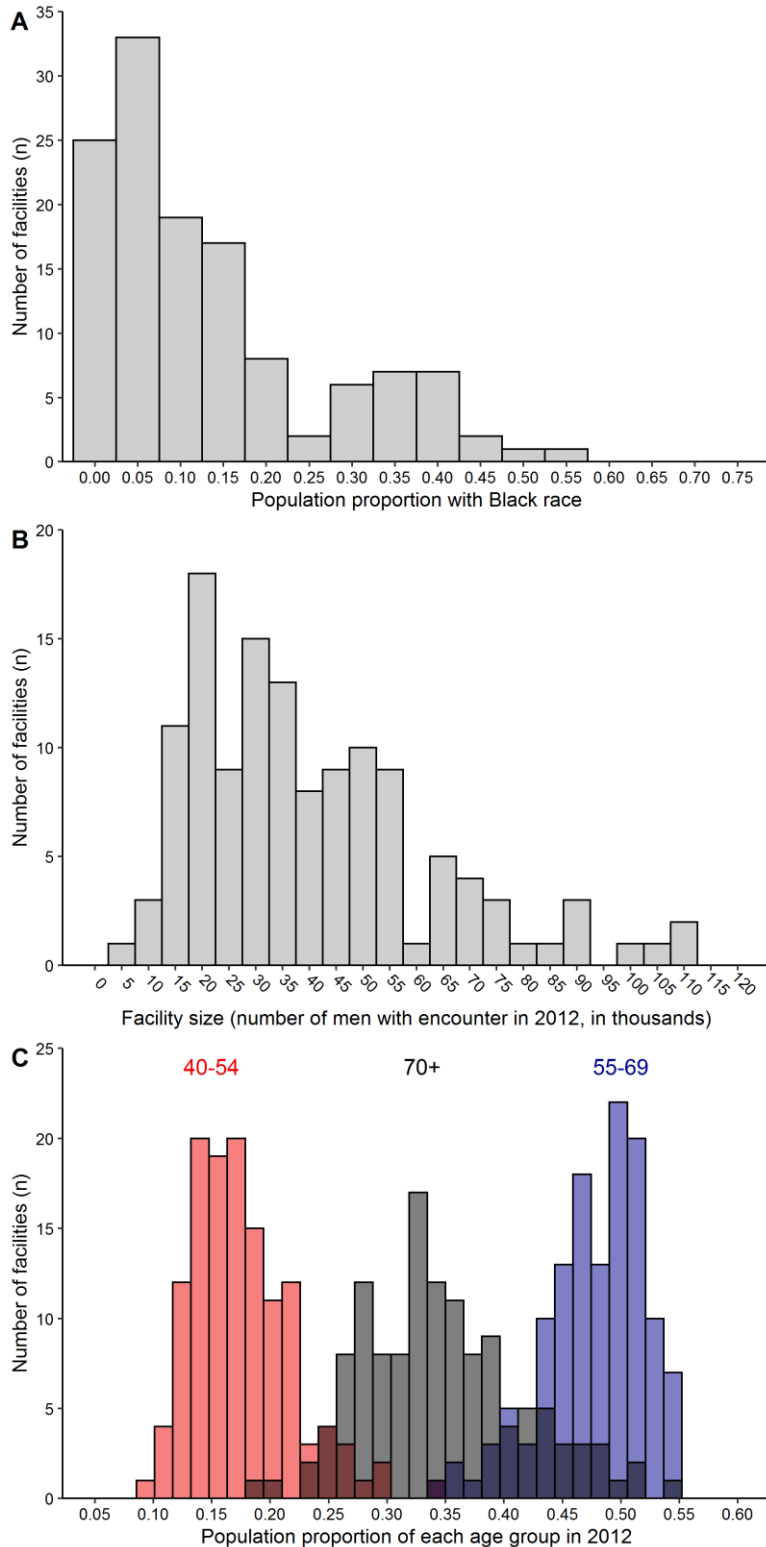 A
35
30
25
20
15
10
5
0
Number of facilities (n)
0.00 0.05 0.10 0.15 0.20 0.25 0.30 0.35 0.40 0.45 0.50 0.55 0.60 0.65 0.70 0.75
Population proportion with Black race
B
20
15
10
5
0
Number of facilities (n)
0 5 10 15 20 25 30 35 40 45 50 55 60 65 70 75 80 85 90 95 100 105 110 115 120
Facility size (number of men with encounter in 2012, in thousands)
C
25
20
15
10
5
0
Number of facilities (n)
40-54 70+ 55-69
0.05 0.10 0.15 0.20 0.25 0.30 0.35 0.40 0.45 0.50 0.55 0.60
Population proportion of each age group in 2012